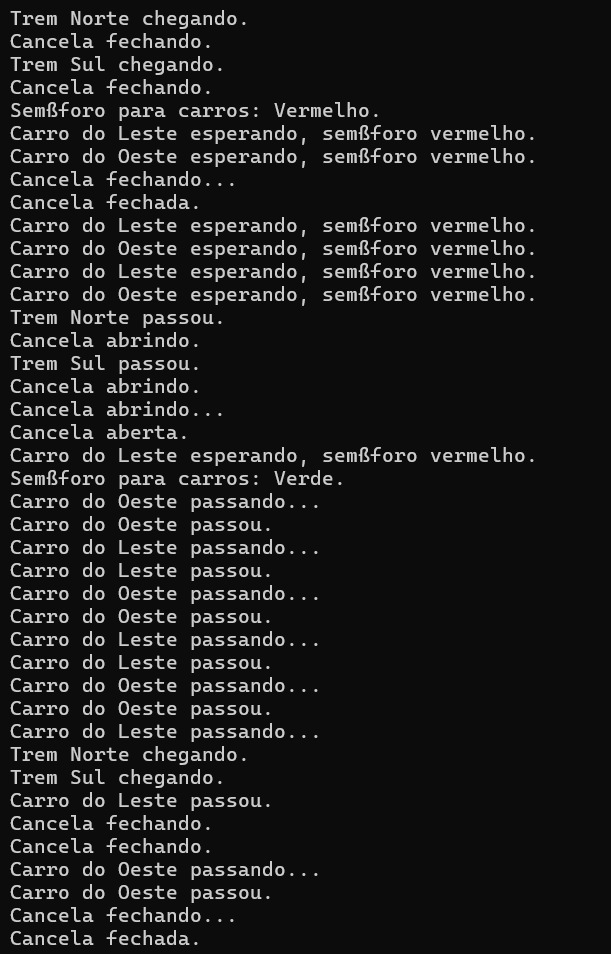 Trem Norte chegando.
Cancela fechando.
Trem Sul chegando.
Cancela fechando.
Semßforo para carros: Vermelho.
Carro do Leste esperando, semßforo vermelho.
Carro do Oeste esperando, semßforo vermelho.
Cancela fechando...
Cancela fechada.
Carro do Leste esperando, semßforo vermelho.
Carro do Oeste esperando, semßforo vermelho.
Carro do Leste esperando, semßforo vermelho.
Carro do Oeste esperando, semßforo vermelho.
Trem Norte passou.
Cancela abrindo.
Trem Sul passou.
Cancela abrindo.
Cancela abrindo...
Cancela aberta.
Carro do Leste esperando, semßforo vermelho.
Semßforo para carros: Verde.
Carro do Oeste passando...
Carro do Oeste passou.
Carro do Leste passando...
Carro do Leste passou.
Carro do Oeste passando...
Carro do Oeste passou.
Carro do Leste passando...
Carro do Leste passou.
Carro do Oeste passando...
Carro do Oeste passou.
Carro do Leste passando...
Trem Norte chegando.
Trem Sul chegando.
Carro do Leste passou.
Cancela fechando.
Cancela fechando.
Carro do Oeste passando...
Carro do Oeste passou.
Cancela fechando...
Cancela fechada.